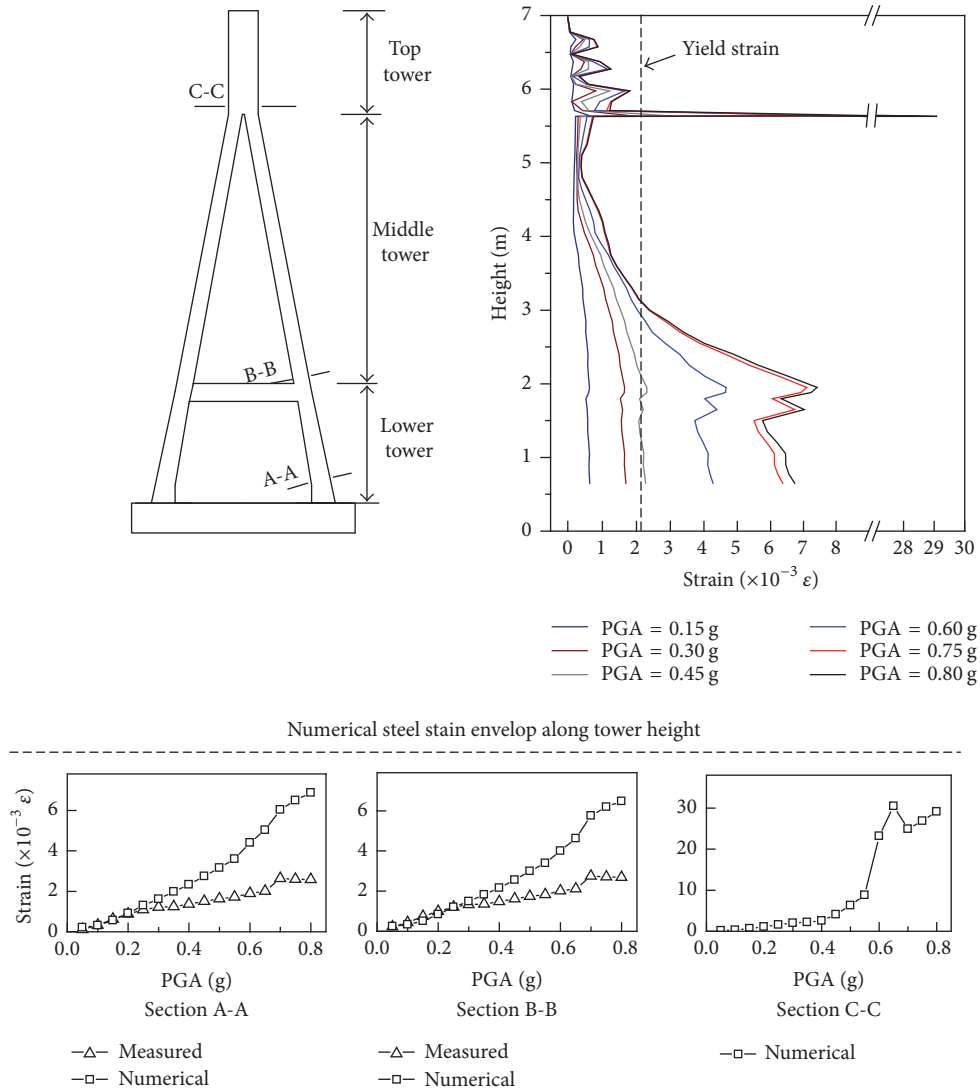 Top
tower
C-C
Middle
tower
B-B
Lower
tower
A-A
7
6
5
4
3
2
1
0
Height (m)
Yield strain
0 1 2 3 4 5 6 7 8 28 29 30
Strain (×10⁻³ ε)
PGA = 0.15 g
PGA = 0.30 g
PGA = 0.45 g
PGA = 0.60 g
PGA = 0.75 g
PGA = 0.80 g
Numerical steel stain envelop along tower height
Strain (×10⁻³ ε)
6
4
2
0
0.0 0.2 0.4 0.6 0.8
PGA (g)
Section A-A
Measured
Numerical
6
4
2
0
0.0 0.2 0.4 0.6 0.8
PGA (g)
Section B-B
Measured
Numerical
30
20
10
0
0.0 0.2 0.4 0.6 0.8
PGA (g)
Section C-C
Numerical